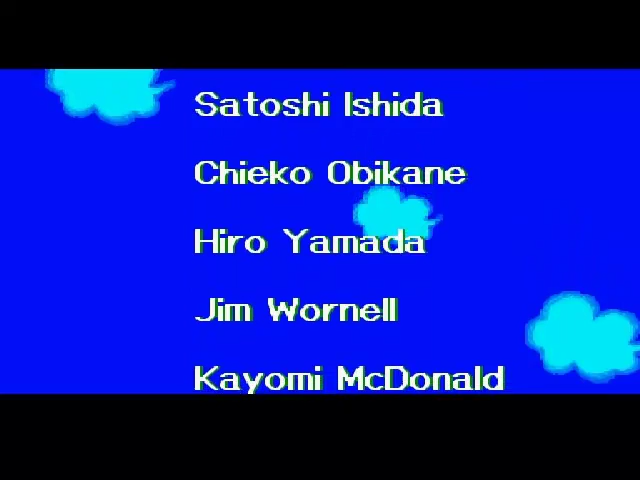 Satoshi Ishida
Chieko Obikane
Hiro Yamada
Jim Wornell
Kayomi McDonald